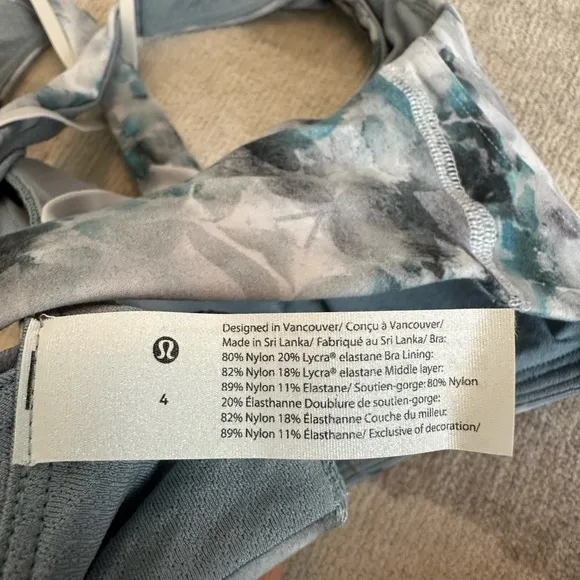 Designed in Vancouver/ Conçu à Vancouver/
Made in Sri Lanka/ Fabriqué au Sri Lanka/ Bra:
80% Nylon 20% Lycra® elastane Bra Lining:
82% Nylon 18% Lycra® elastane Middle layer:
89% Nylon 11% Elastane/ Soutien-gorge: 80% Nylon
20% Élasthanne Doublure de soutien-gorge:
82% Nylon 18% Élasthanne Couche du milieu:
89% Nylon 11% Élasthanne/ Exclusive of decoration/
4